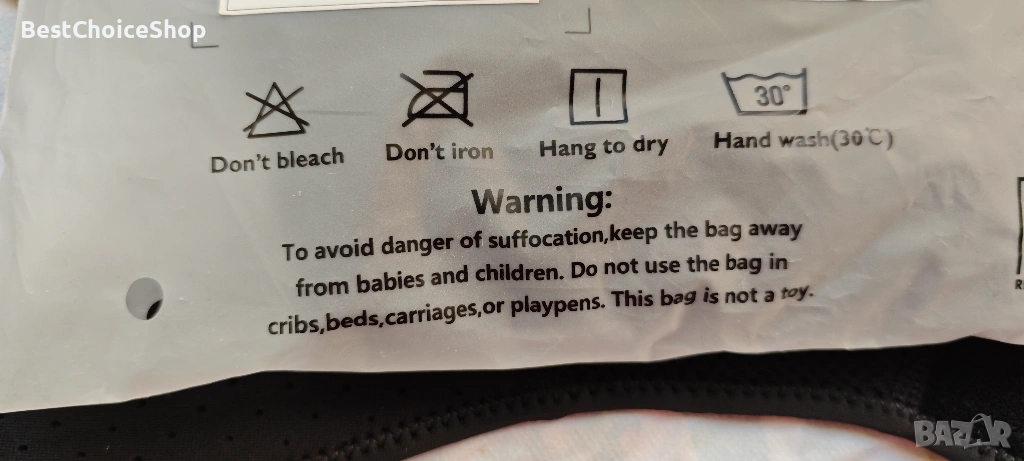 BestChoiceShop
30°
Don't bleach
Don't iron
Hang to dry
Hand wash(30℃)
Warning:
To avoid danger of suffocation,keep the bag away
from babies and children. Do not use the bag in
cribs,beds,carriages,or playpens. This bag is not a toy.
BAZAR